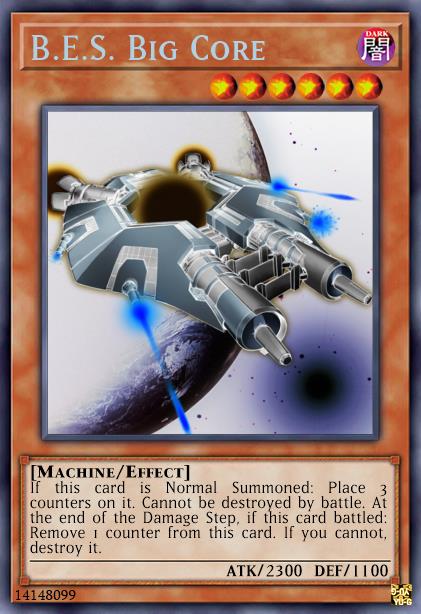 B.E.S. Big Core
DARK
闇
[Machine/Effect]
If this card is Normal Summoned: Place 3
counters on it. Cannot be destroyed by battle. At
the end of the Damage Step, if this card battled:
Remove 1 counter from this card. If you cannot,
destroy it.
ATK/2300 DEF/1100
14148099